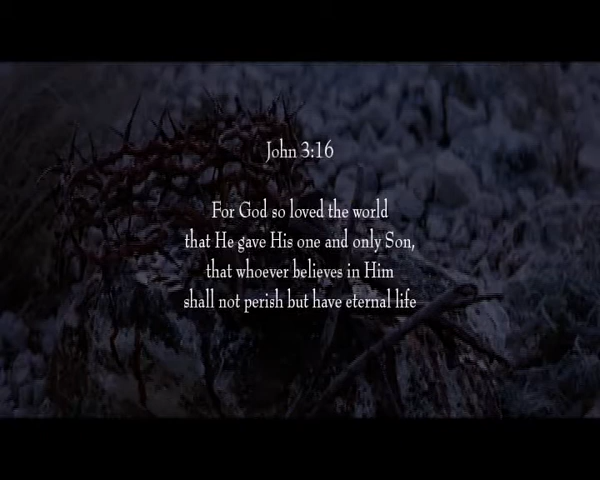 John 3:16
For God so loved the world
that He gave His one and only Son,
that whoever believes in Him
shall not perish but have eternal life